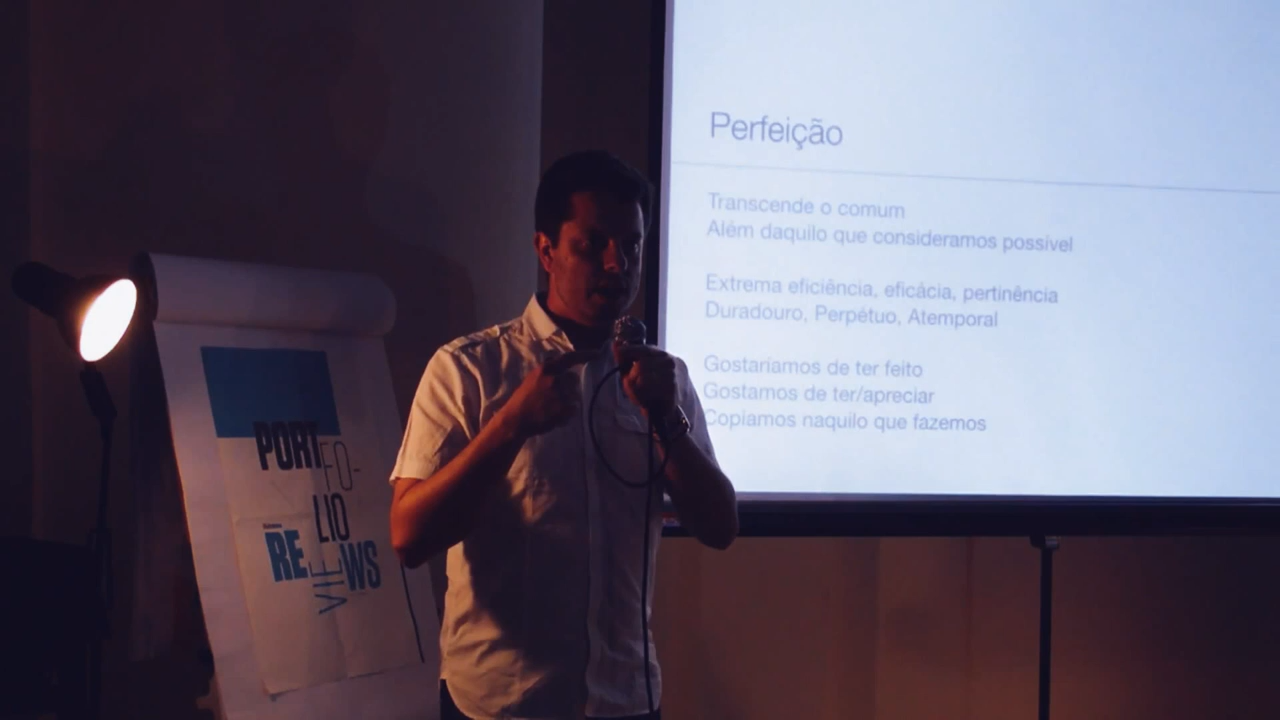 Perfeição
Transcende o comum
Além daquilo que consideramos possível
Extrema eficiência, eficácia, pertinência
Duradouro, Perpétuo, Atemporal
Gostaríamos de ter feito
Gostamos de ter/apreciar
Copiamos naquilo que fazemos
PORT
FO-
LIO
RE
VIE
WS